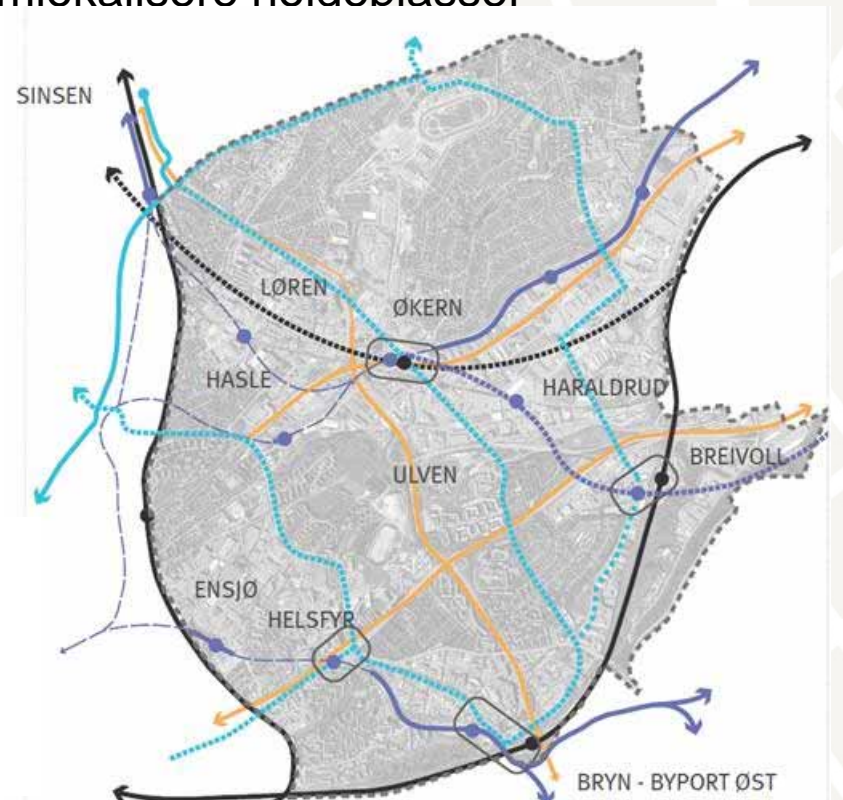 SINSEN
LØREN
ØKERN
HASLE
HARALDRUD
ULVEN
BREIVOLL
ENSJØ
HELSFYR
BRYN - BYPORT ØST